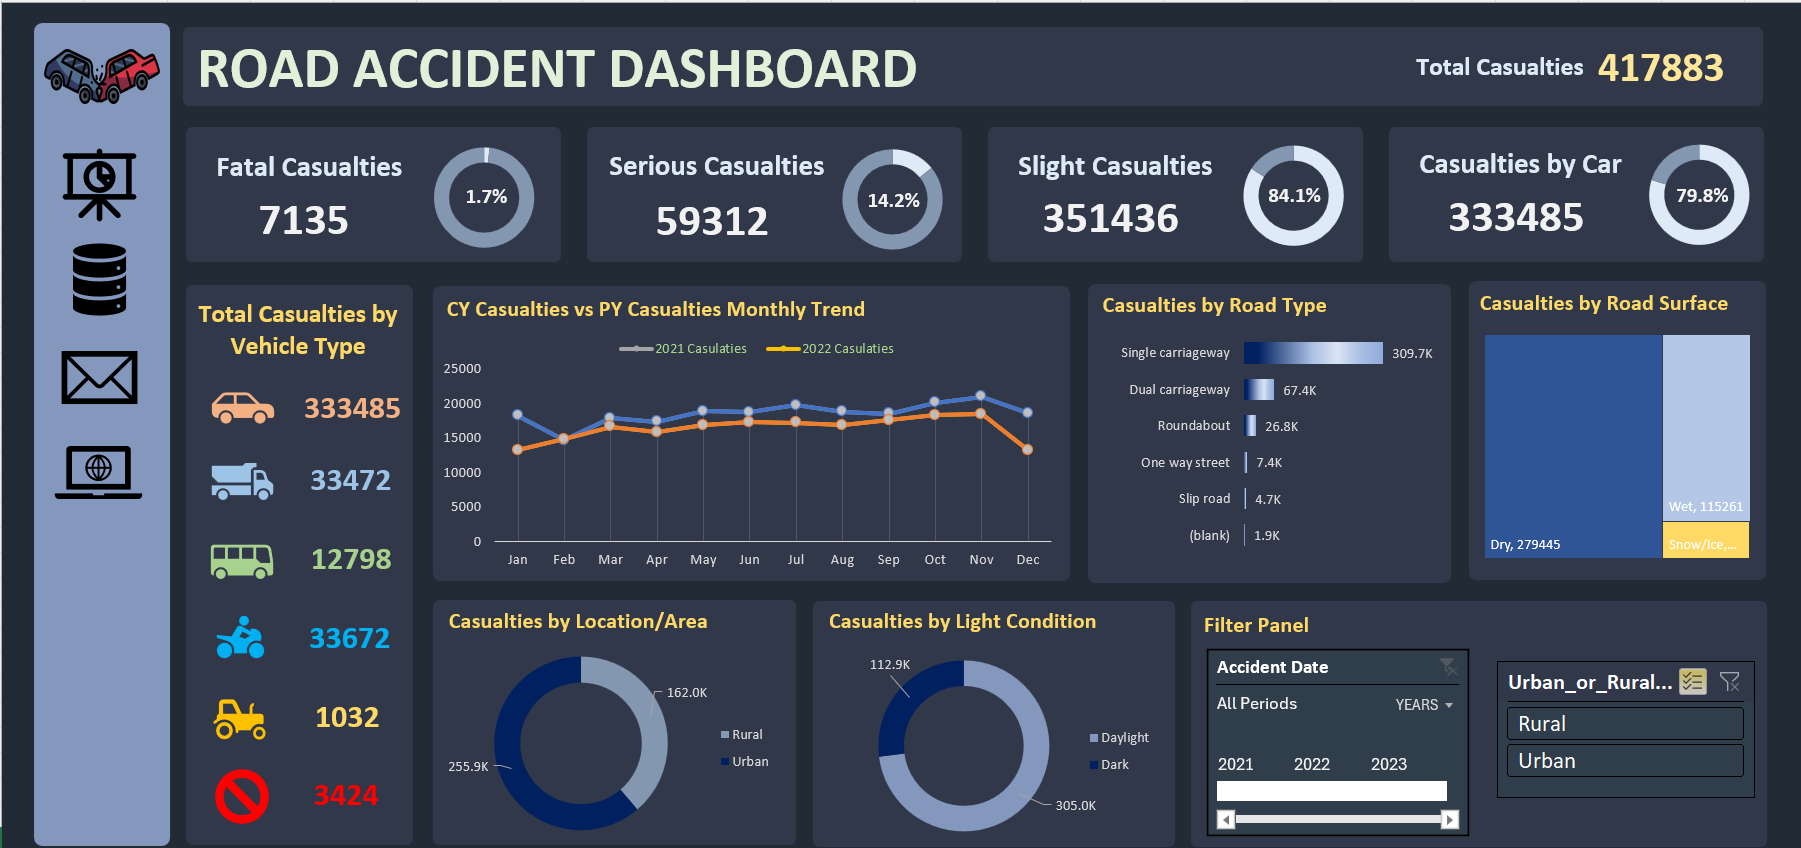 ROAD ACCIDENT DASHBOARD
Total Casualties 417883
Fatal Casualties
7135
1.7%
Serious Casualties
59312
14.2%
Slight Casualties
351436
84.1%
Casualties by Car
333485
79.8%
Total Casualties by
Vehicle Type
333485
33472
12798
33672
1032
3424
CY Casualties vs PY Casualties Monthly Trend
2021 Casulaties 2022 Casulaties
25000
20000
15000
10000
5000
0
Jan Feb Mar Apr May Jun Jul Aug Sep Oct Nov Dec
Casualties by Road Type
Single carriageway 309.7K
Dual carriageway 67.4K
Roundabout 26.8K
One way street 7.4K
Slip road 4.7K
(blank) 1.9K
Casualties by Road Surface
Dry, 279445
Wet, 115261
Snow/Ice,...
Casualties by Location/Area
162.0K
255.9K
Rural
Urban
Casualties by Light Condition
112.9K
305.0K
Daylight
Dark
Filter Panel
Accident Date
All Periods YEARS
2021 2022 2023
Urban_or_Rural...
Rural
Urban